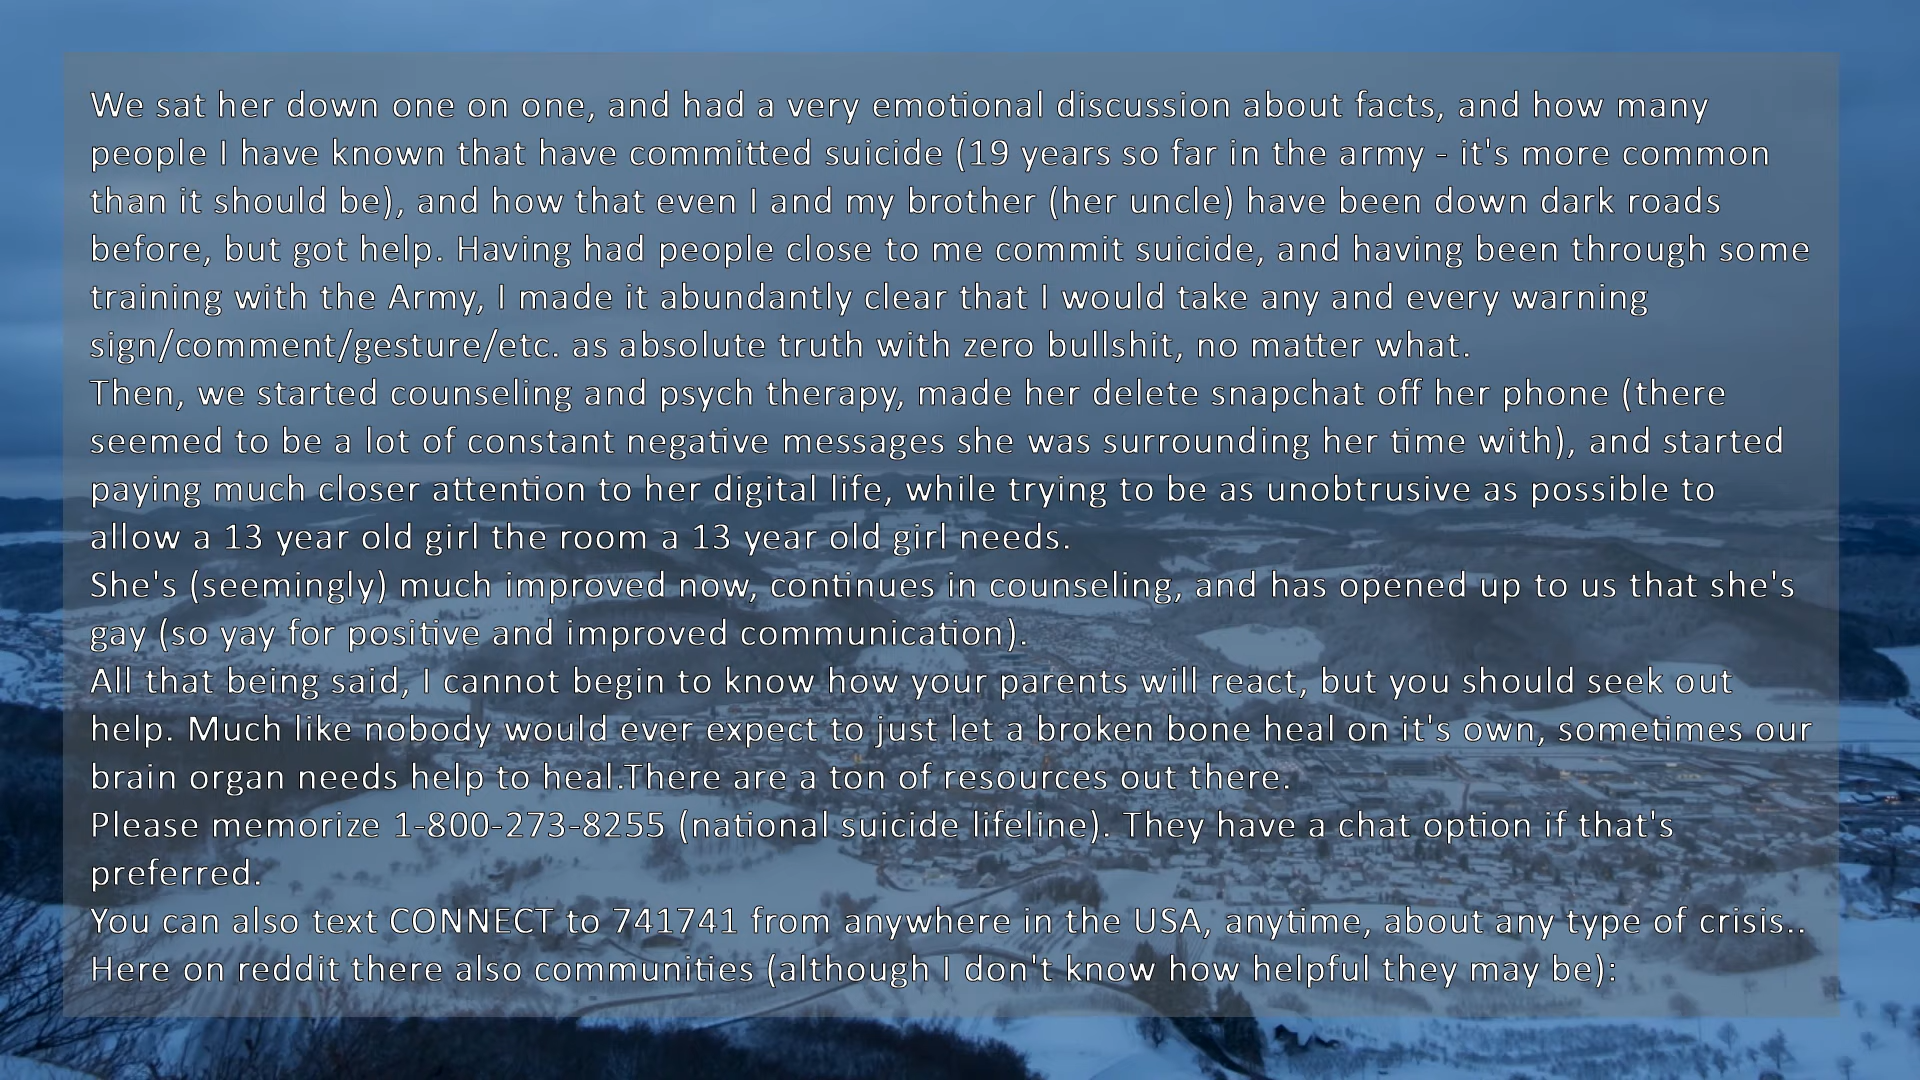 We sat her down one on one, and had a very emotional discussion about facts, and how many
people I have known that have committed suicide (19 years so far in the army - it's more common
than it should be), and how that even I and my brother (her uncle) have been down dark roads
before, but got help. Having had people close to me commit suicide, and having been through some
training with the Army, I made it abundantly clear that I would take any and every warning
sign/comment/gesture/etc. as absolute truth with zero bullshit, no matter what.
Then, we started counseling and psych therapy, made her delete snapchat off her phone (there
seemed to be a lot of constant negative messages she was surrounding her time with), and started
paying much closer attention to her digital life, while trying to be as unobtrusive as possible to
allow a 13 year old girl the room a 13 year old girl needs.
She's (seemingly) much improved now, continues in counseling, and has opened up to us that she's
gay (so yay for positive and improved communication).
All that being said, I cannot begin to know how your parents will react, but you should seek out
help. Much like nobody would ever expect to just let a broken bone heal on it's own, sometimes our
brain organ needs help to heal.There are a ton of resources out there.
Please memorize 1-800-273-8255 (national suicide lifeline). They have a chat option if that's
preferred.
You can also text CONNECT to 741741 from anywhere in the USA, anytime, about any type of crisis..
Here on reddit there also communities (although I don't know how helpful they may be):